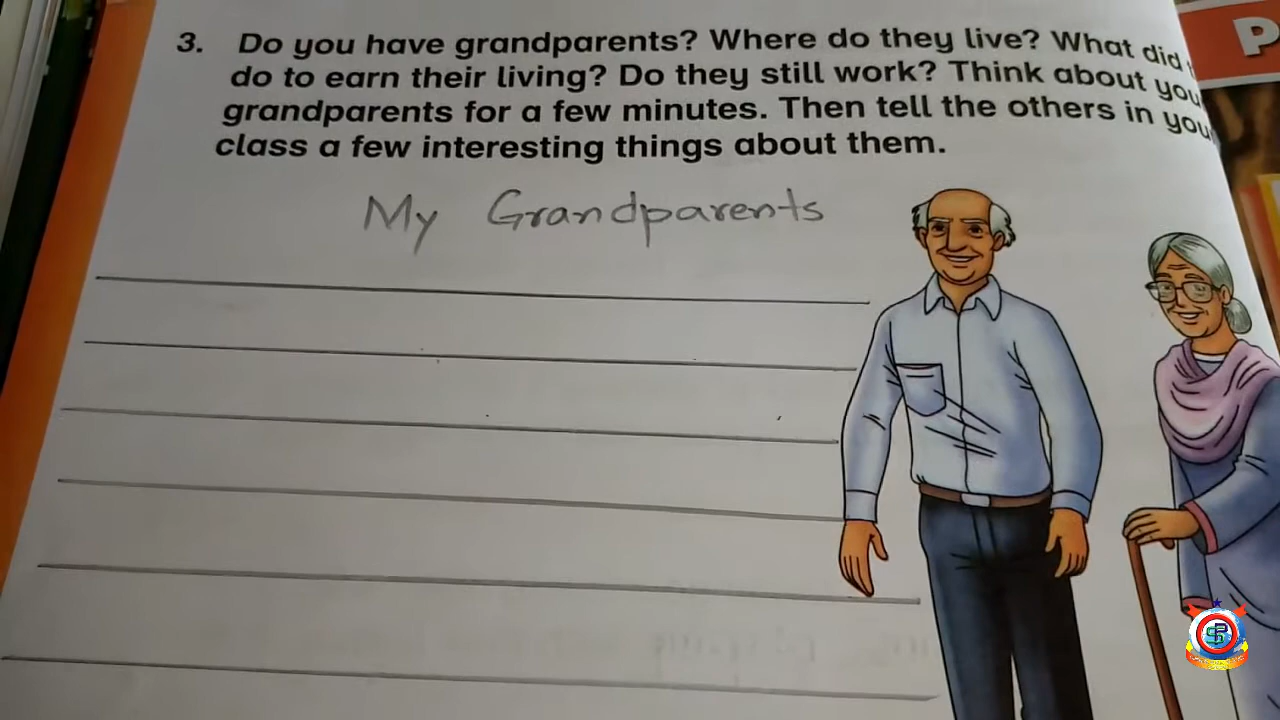 3. Do you have grandparents? Where do they live? What did
do to earn their living? Do they still work? Think about you
grandparents for a few minutes. Then tell the others in you
class a few interesting things about them.
My Grandparents
P